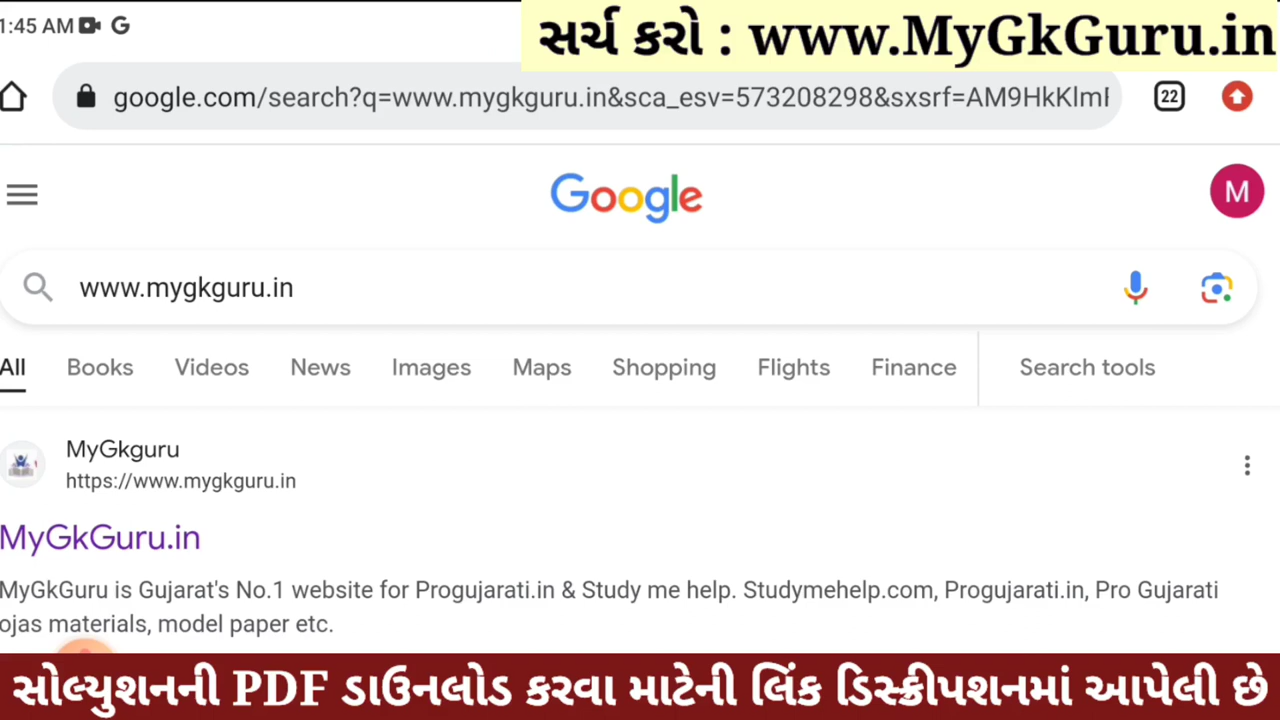 1:45 AM G
સર્ચ કરો : www.MyGkGuru.in
google.com/search?q=www.mygkguru.in&sca_esv=573208298&sxsrf=AM9HkKlm
22
Google
M
www.mygkguru.in
All Books Videos News Images Maps Shopping Flights Finance Search tools
MyGkguru
https://www.mygkguru.in
MyGkGuru.in
MyGkGuru is Gujarat's No.1 website for Progujarati.in & Study me help. Studymehelp.com, Progujarati.in, Pro Gujarati
ojas materials, model paper etc.
સોલ્યુશનની PDF ડાઉનલોડ કરવા માટેની લિંક ડિસ્ક્રીપશનમાં આપેલી છે